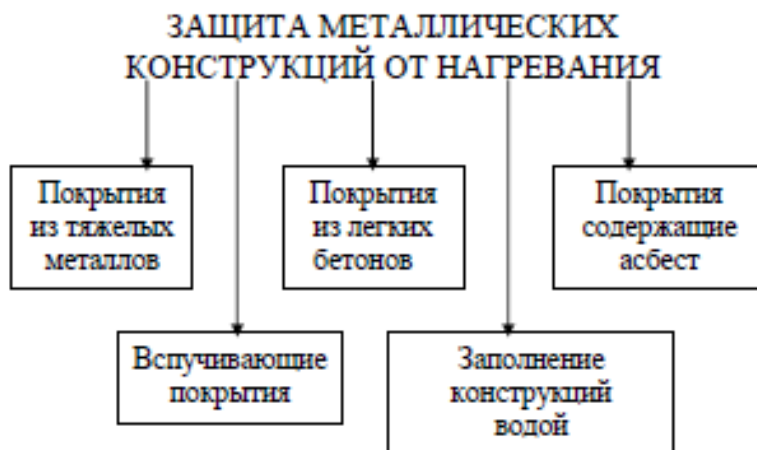 ЗАЩИТА МЕТАЛЛИЧЕСКИХ
КОНСТРУКЦИЙ ОТ НАГРЕВАНИЯ
Покрытия
из тяжелых
металлов
Покрытия
из легких
бетонов
Покрытия
содержащие
асбест
Вспучивающие
покрытия
Заполнение
конструкций
водой